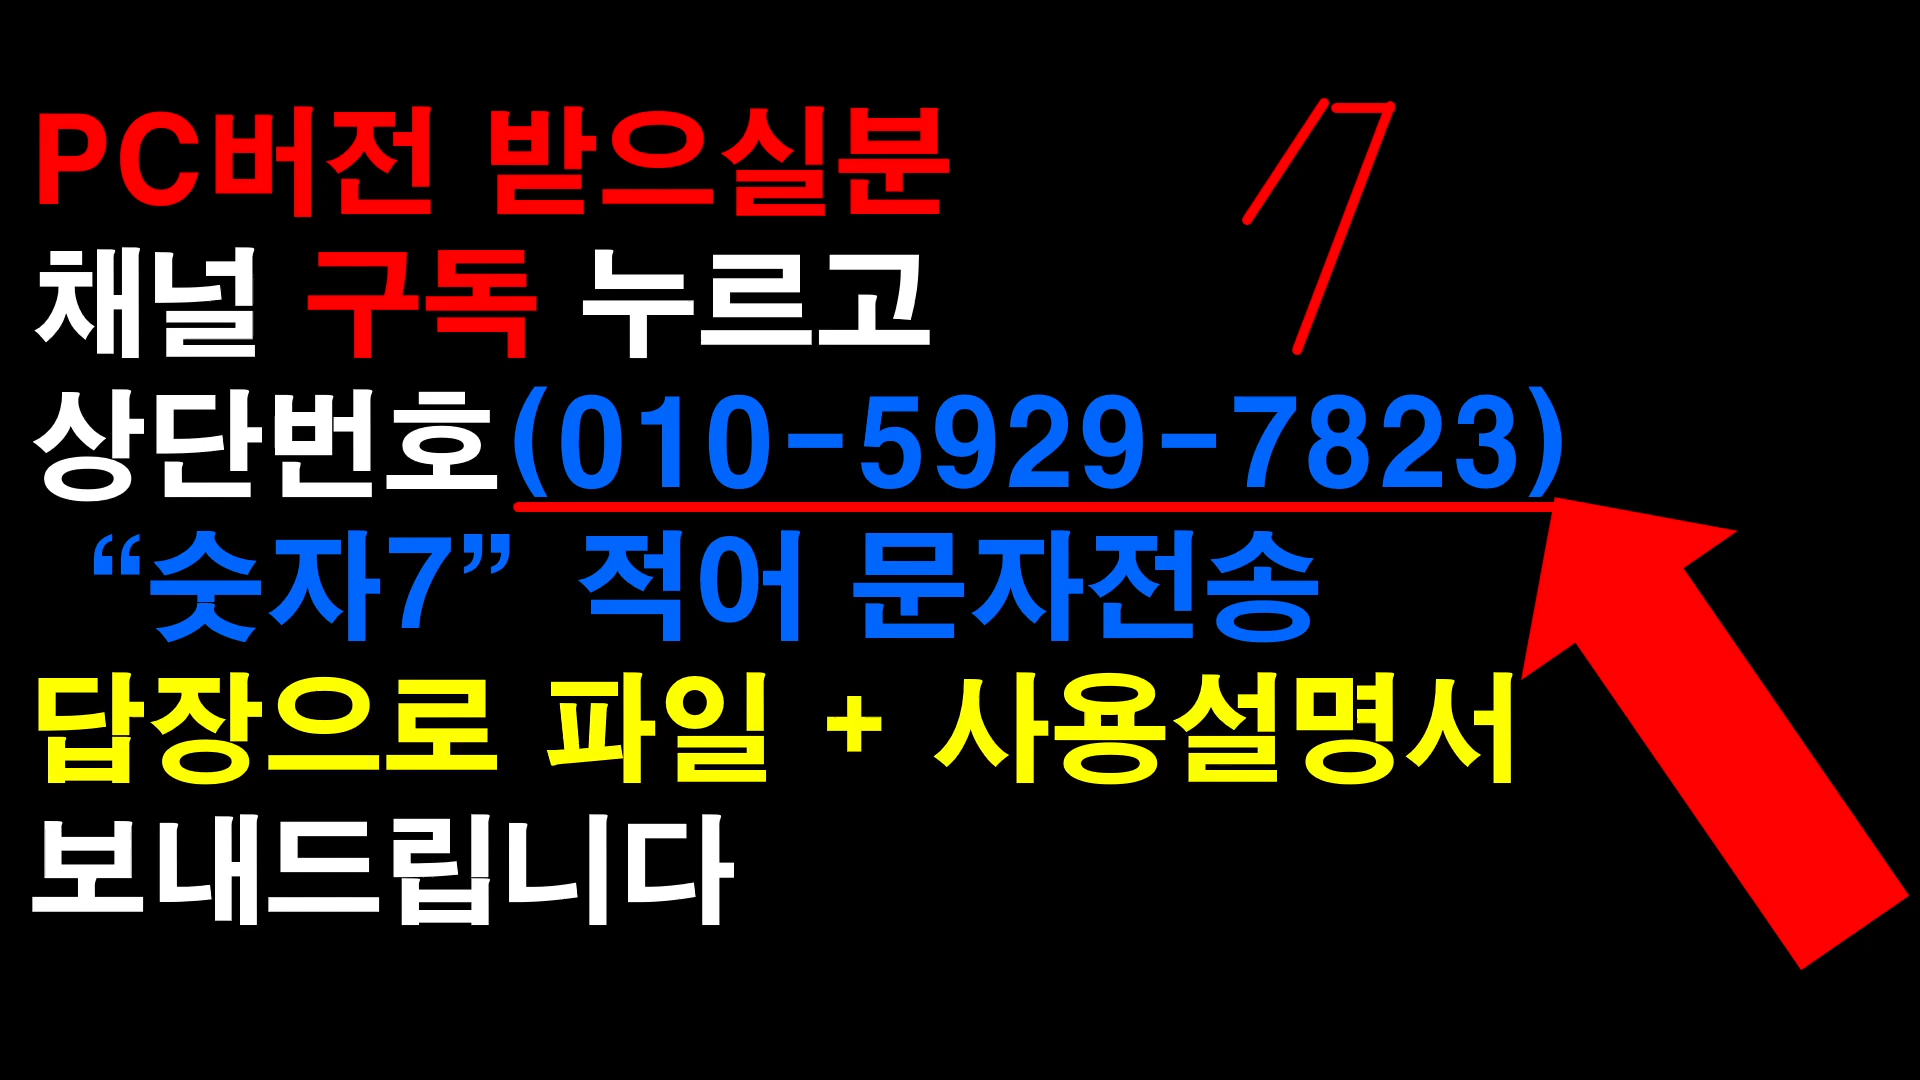 PC버전 받으실분
채널 구독 누르고
상단번호(010-5929-7823)
“숫자7” 적어 문자전송
답장으로 파일 + 사용설명서
보내드립니다
7